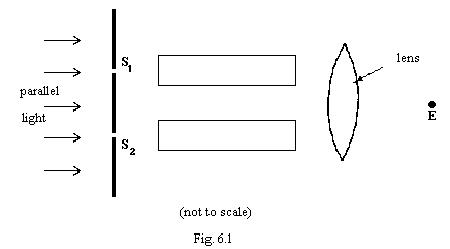 S1
lens
parallel
light
E
S2
(not to scale)
Fig. 6.1